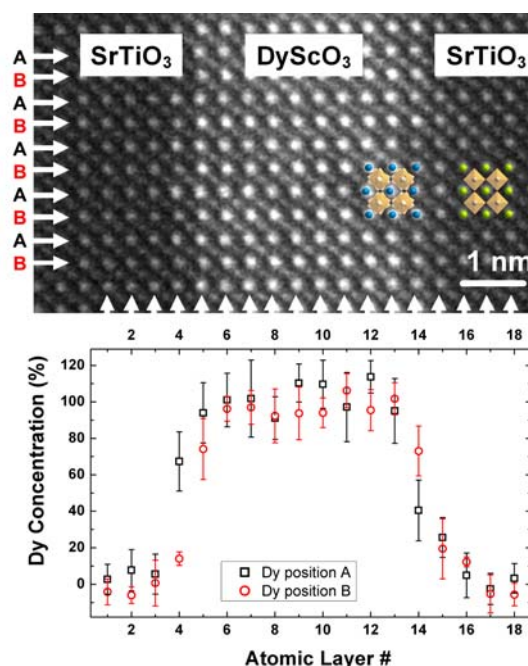 SrTiO3 DyScO3 SrTiO3
A
B
A
B
A
B
A
B
A
B
1 nm
2 4 6 8 10 12 14 16 18
Dy Concentration (%)
120
100
80
60
40
20
0
Dy position A
Dy position B
2 4 6 8 10 12 14 16 18
Atomic Layer #